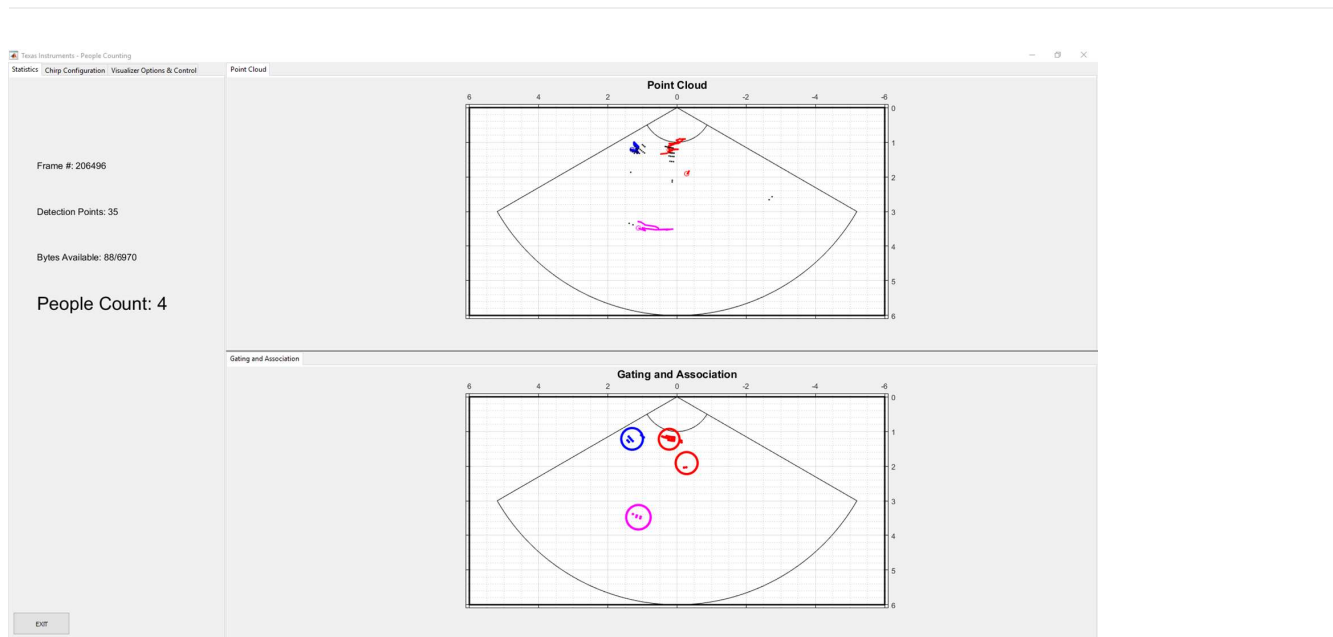 Texas Instruments - People Counting
Statistics Chirp Configuration Visualizer Options & Control
Point Cloud
Point Cloud
6 4 2 0 -2 -4 -6
0
1
2
3
4
5
6
Frame #: 206496
Detection Points: 35
Bytes Available: 88/6970
People Count: 4
Gating and Association
Gating and Association
6 4 2 0 -2 -4 -6
0
1
2
3
4
5
6
EXIT